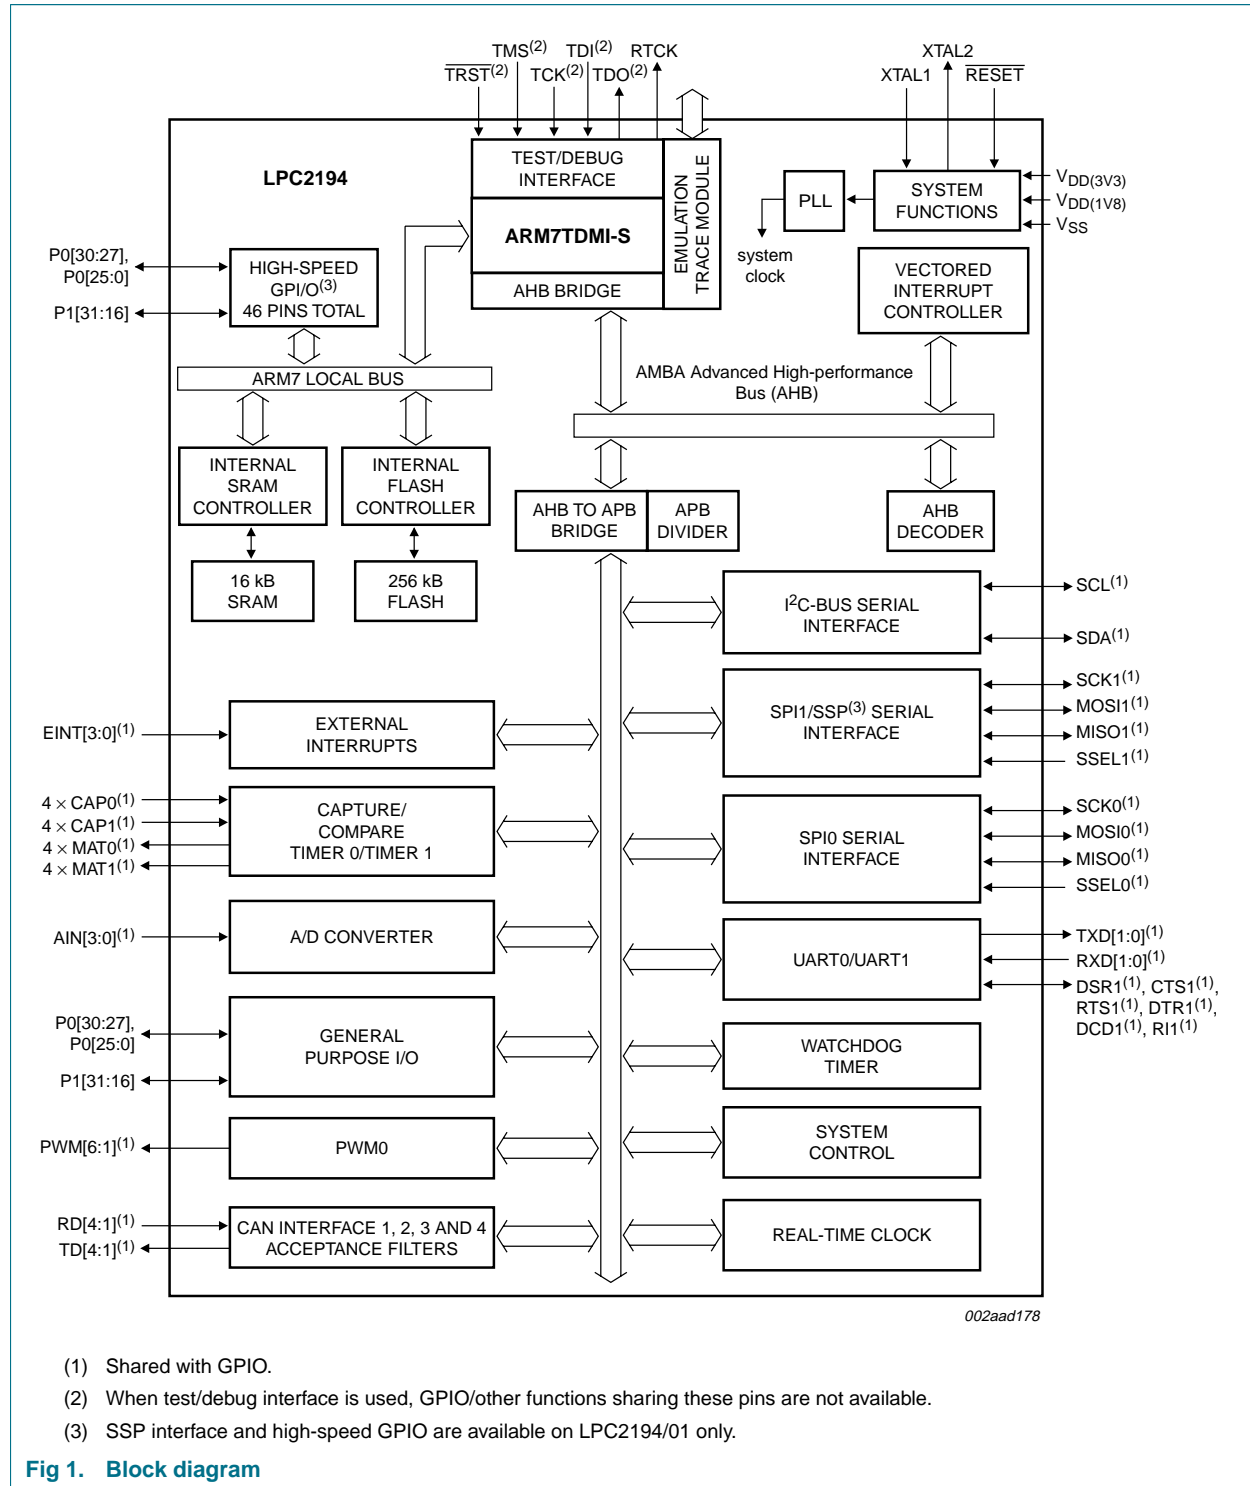 TMS(2) TDI(2) RTCK
TRST(2) TCK(2) TDO(2)
XTAL2
XTAL1 RESET
LPC2194
TEST/DEBUG
INTERFACE
ARM7TDMI-S
AHB BRIDGE
EMULATION
TRACE MODULE
PLL
system
clock
SYSTEM
FUNCTIONS
VDD(3V3)
VDD(1V8)
VSS
P0[30:27],
P0[25:0]
P1[31:16]
HIGH-SPEED
GPI/O(3)
46 PINS TOTAL
VECTORED
INTERRUPT
CONTROLLER
ARM7 LOCAL BUS
AMBA Advanced High-performance
Bus (AHB)
INTERNAL
SRAM
CONTROLLER
INTERNAL
FLASH
CONTROLLER
16 kB
SRAM
256 kB
FLASH
AHB TO APB
BRIDGE
APB
DIVIDER
AHB
DECODER
I2C-BUS SERIAL
INTERFACE
SCL(1)
SDA(1)
EINT[3:0](1)
EXTERNAL
INTERRUPTS
SPI1/SSP(3) SERIAL
INTERFACE
SCK1(1)
MOSI1(1)
MISO1(1)
SSEL1(1)
4 × CAP0(1)
4 × CAP1(1)
4 × MAT0(1)
4 × MAT1(1)
CAPTURE/
COMPARE
TIMER 0/TIMER 1
SPI0 SERIAL
INTERFACE
SCK0(1)
MOSI0(1)
MISO0(1)
SSEL0(1)
AIN[3:0](1)
A/D CONVERTER
UART0/UART1
TXD[1:0](1)
RXD[1:0](1)
DSR1(1), CTS1(1),
RTS1(1), DTR1(1),
DCD1(1), RI1(1)
P0[30:27],
P0[25:0]
P1[31:16]
GENERAL
PURPOSE I/O
WATCHDOG
TIMER
PWM[6:1](1)
PWM0
SYSTEM
CONTROL
RD[4:1](1)
TD[4:1](1)
CAN INTERFACE 1, 2, 3 AND 4
ACCEPTANCE FILTERS
REAL-TIME CLOCK
002aad178
(1) Shared with GPIO.
(2) When test/debug interface is used, GPIO/other functions sharing these pins are not available.
(3) SSP interface and high-speed GPIO are available on LPC2194/01 only.
Fig 1. Block diagram